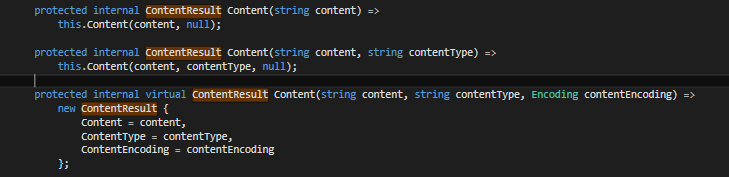 protected internal ContentResult Content(string content) =>
this.Content(content, null);
protected internal ContentResult Content(string content, string contentType) =>
this.Content(content, contentType, null);
protected internal virtual ContentResult Content(string content, string contentType, Encoding contentEncoding) =>
new ContentResult {
Content = content,
ContentType = contentType,
ContentEncoding = contentEncoding
};